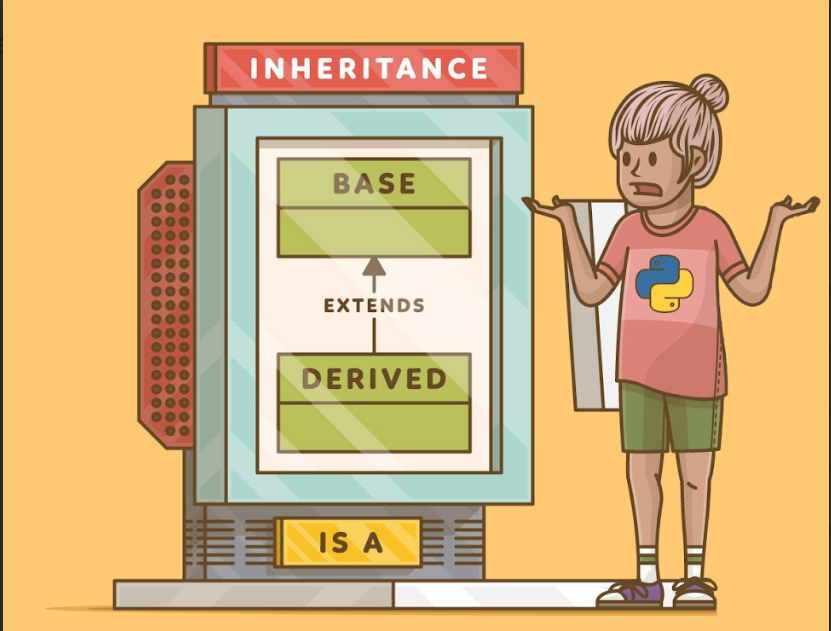 INHERITANCE
BASE
EXTENDS
DERIVED
IS A